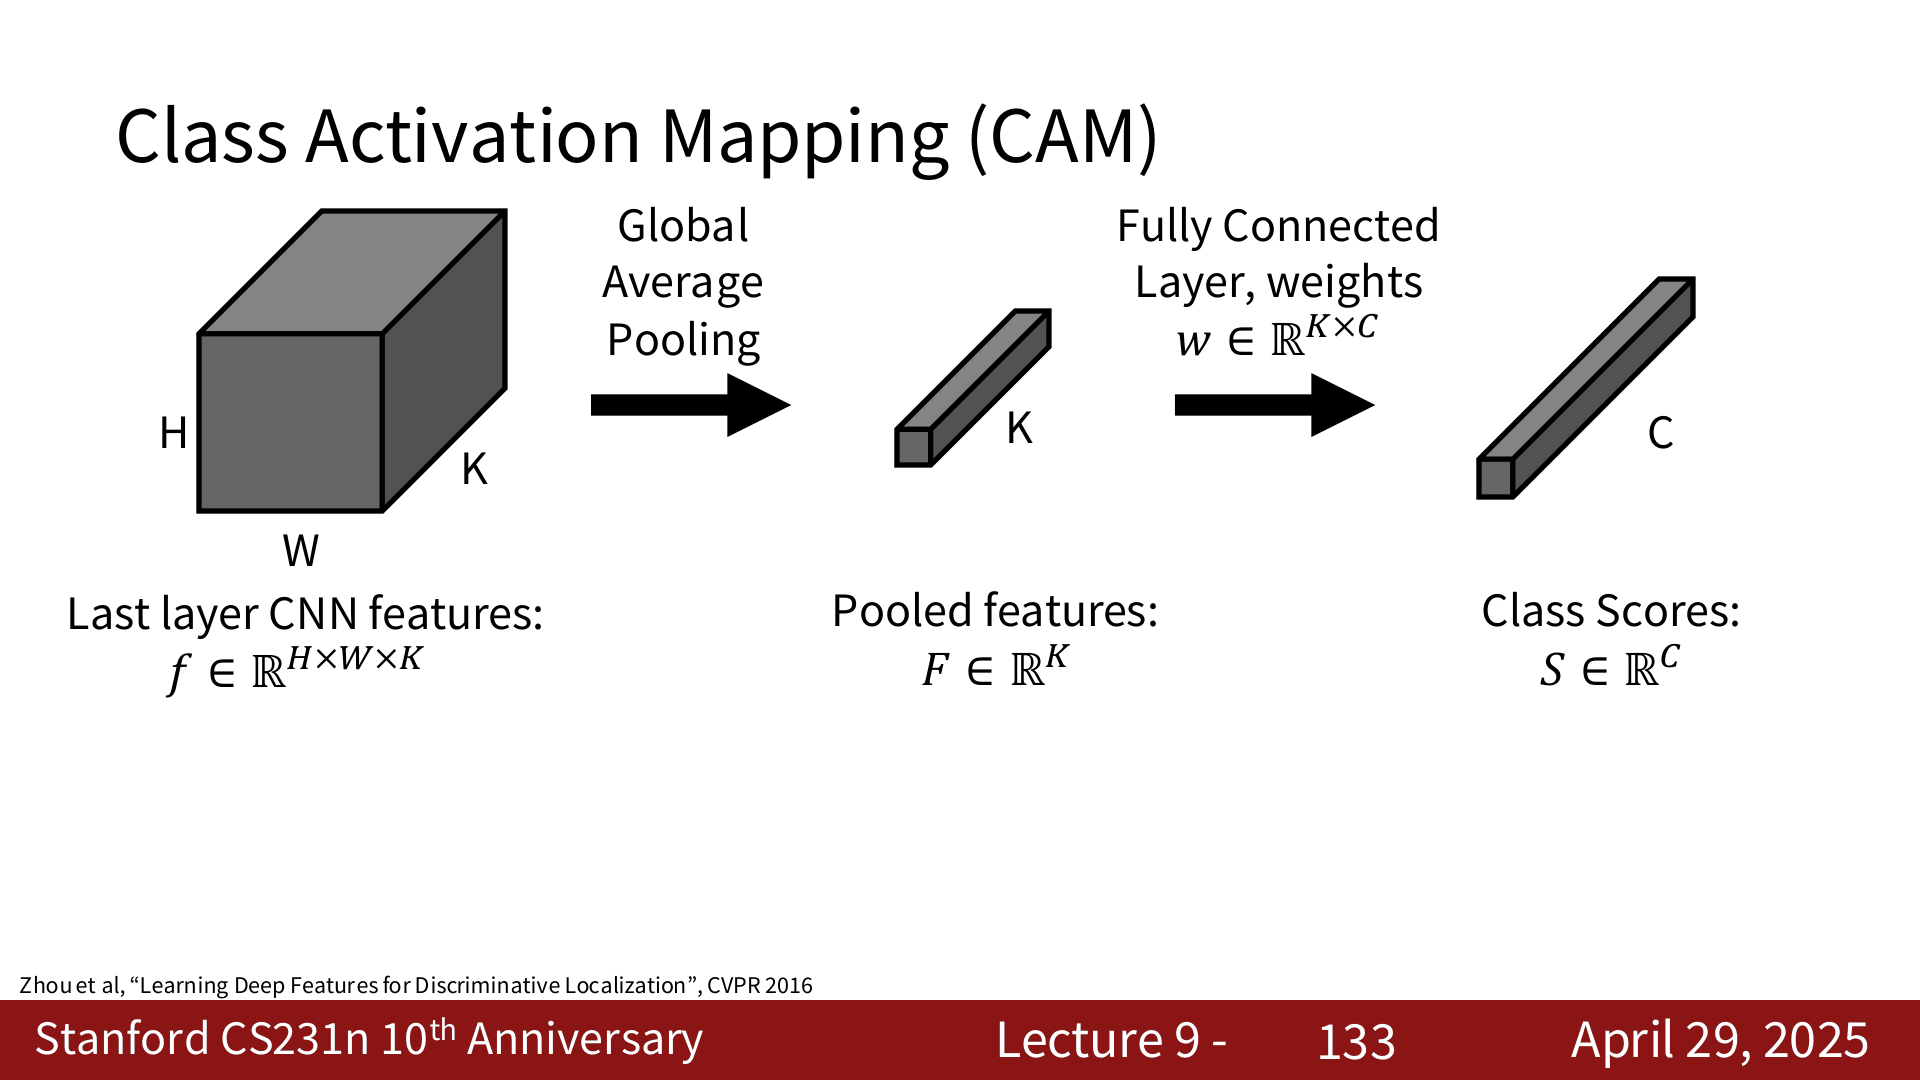 Class Activation Mapping (CAM)
Global
Average
Pooling
Fully Connected
Layer, weights
w ∈ ℝ^{K×C}
H
K
W
K
C
Last layer CNN features:
f ∈ ℝ^{H×W×K}
Pooled features:
F ∈ ℝ^K
Class Scores:
S ∈ ℝ^C
Zhou et al, “Learning Deep Features for Discriminative Localization”, CVPR 2016
Stanford CS231n 10th Anniversary
Lecture 9 - 133
April 29, 2025